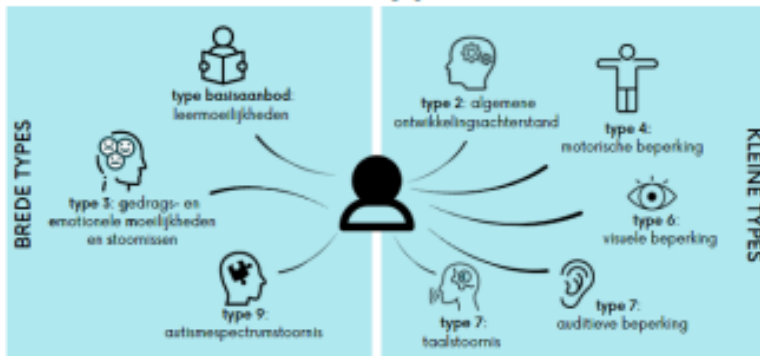 BREDE TYPES
type basisaanbod:
leermoeilijkheden
type 3: gedrags- en
emotionele moeilijkheden
en stoornissen
type 9:
autismespectrumstoornis
type 2: algemene
ontwikkelingsachterstand
type 4:
motorische beperking
type 6:
visuele beperking
type 7:
auditieve beperking
type 7:
taalstoornis
KLEINE TYPES